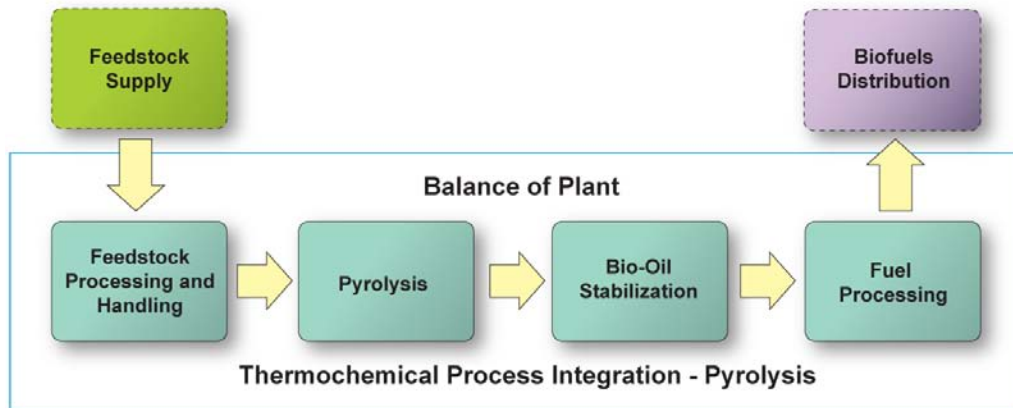 Feedstock
Supply
Biofuels
Distribution
Balance of Plant
Feedstock
Processing and
Handling
Pyrolysis
Bio-Oil
Stabilization
Fuel
Processing
Thermochemical Process Integration - Pyrolysis